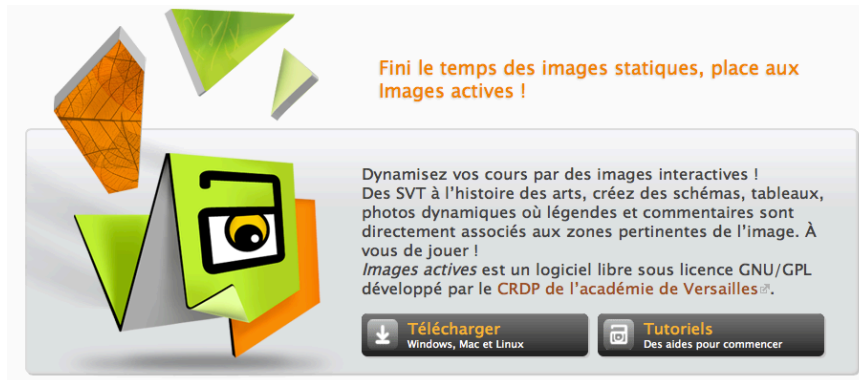 Fini le temps des images statiques, place aux
Images actives !
Dynamisez vos cours par des images interactives !
Des SVT à l'histoire des arts, créez des schémas, tableaux,
photos dynamiques où légendes et commentaires sont
directement associés aux zones pertinentes de l'image. À
vous de jouer !
Images actives est un logiciel libre sous licence GNU/GPL
développé par le CRDP de l'académie de Versailles.
Télécharger
Windows, Mac et Linux
Tutoriels
Des aides pour commencer